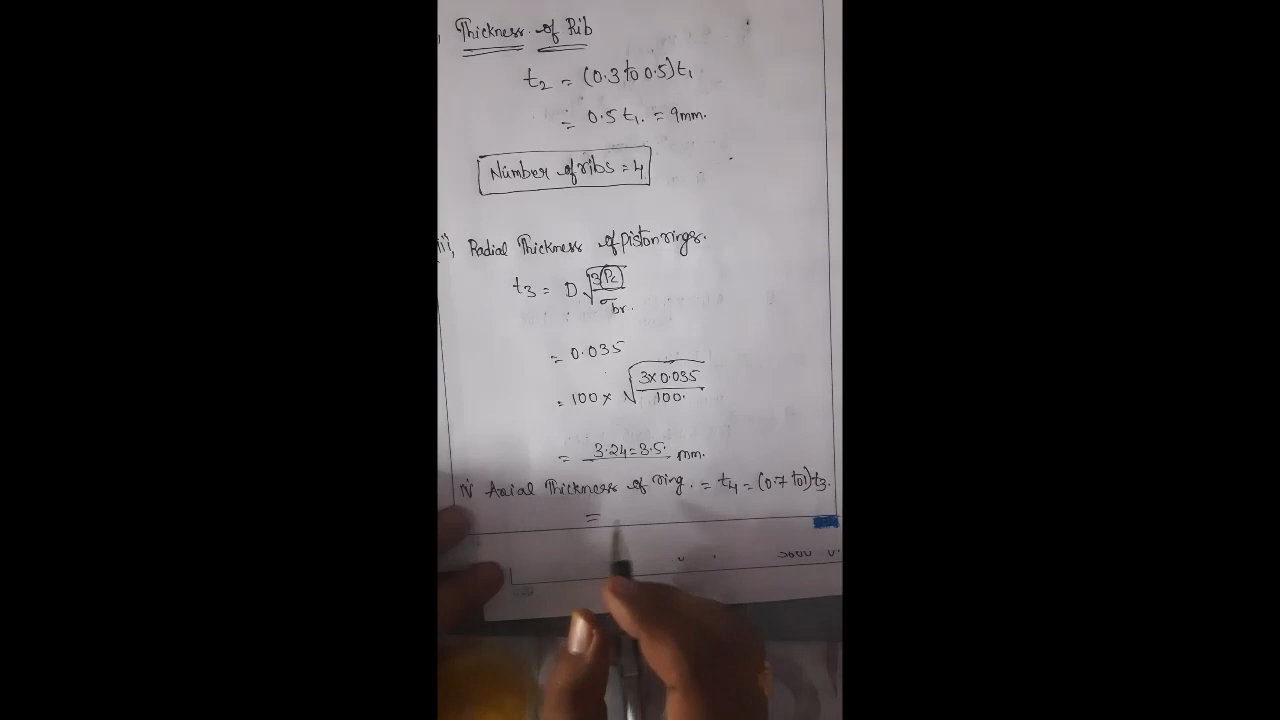 Thickness of Rib
t₂ = (0.3 to 0.5)t₁
= 0.5 t₁. = 9mm.
Number of ribs = 4
iii, Radial Thickness of piston rings.
t₃ = D √(3(Pc)/σbr.)
= 0.035
= 100 × √(3×0.035/100.)
= 3.24 = 3.5. mm.
iv Axial Thickness of ring. = t₄ = (0.7 to 1) t₃.
=